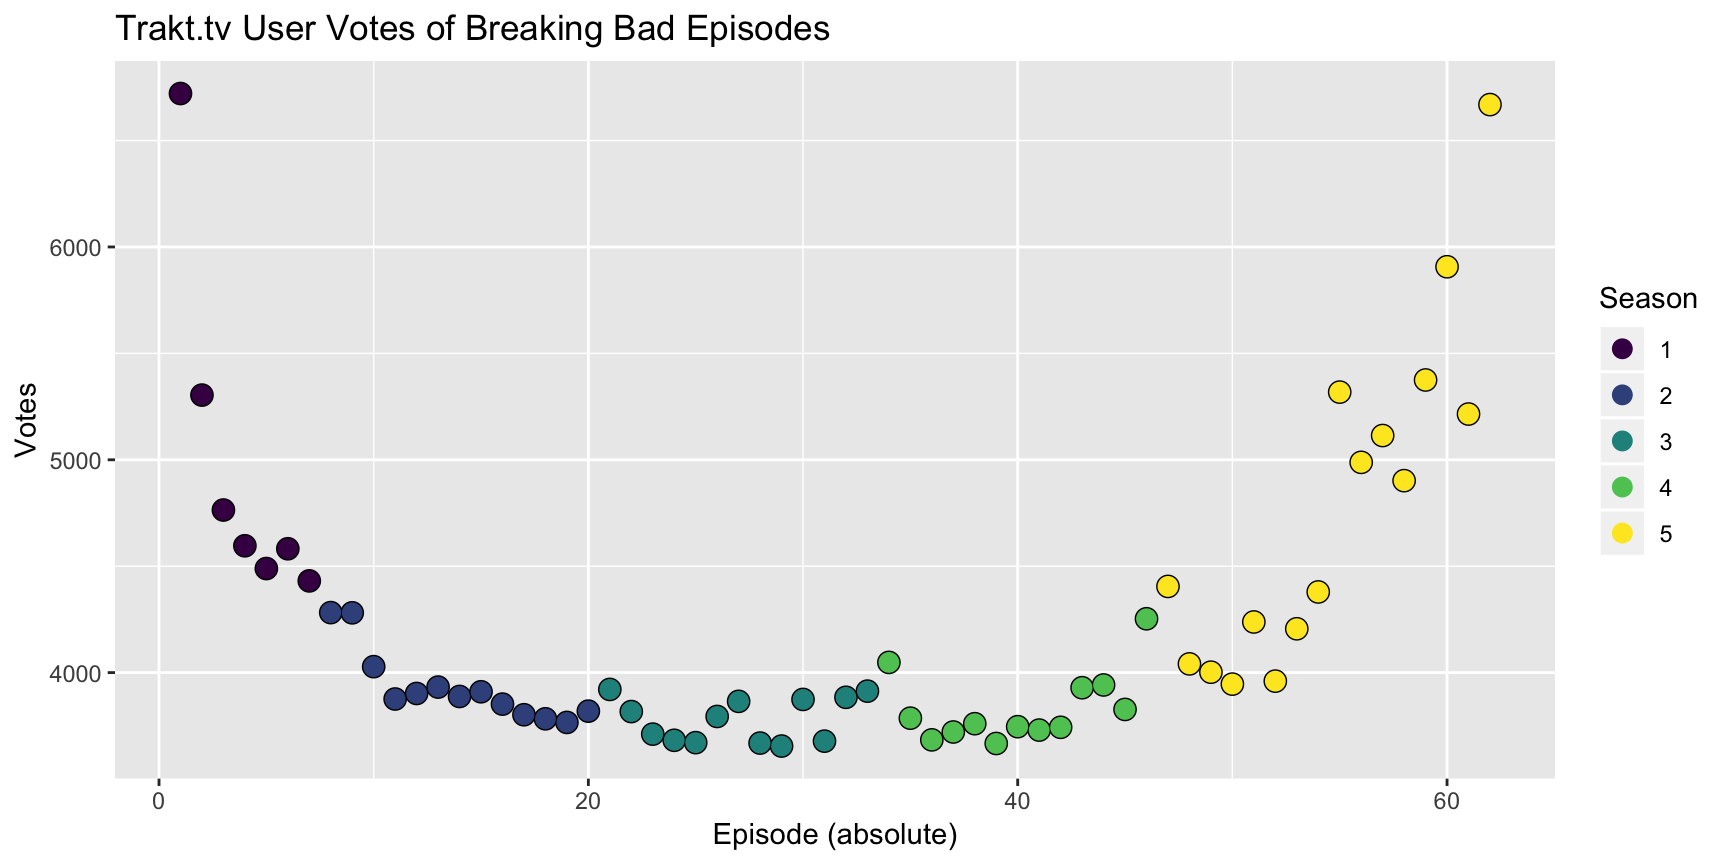 Trakt.tv User Votes of Breaking Bad Episodes
6000
5000
4000
Votes
0 20 40 60
Episode (absolute)
Season
1
2
3
4
5